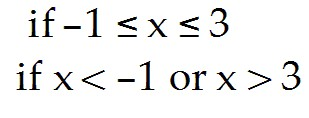 if –1 ≤ x ≤ 3
if x < –1 or x > 3